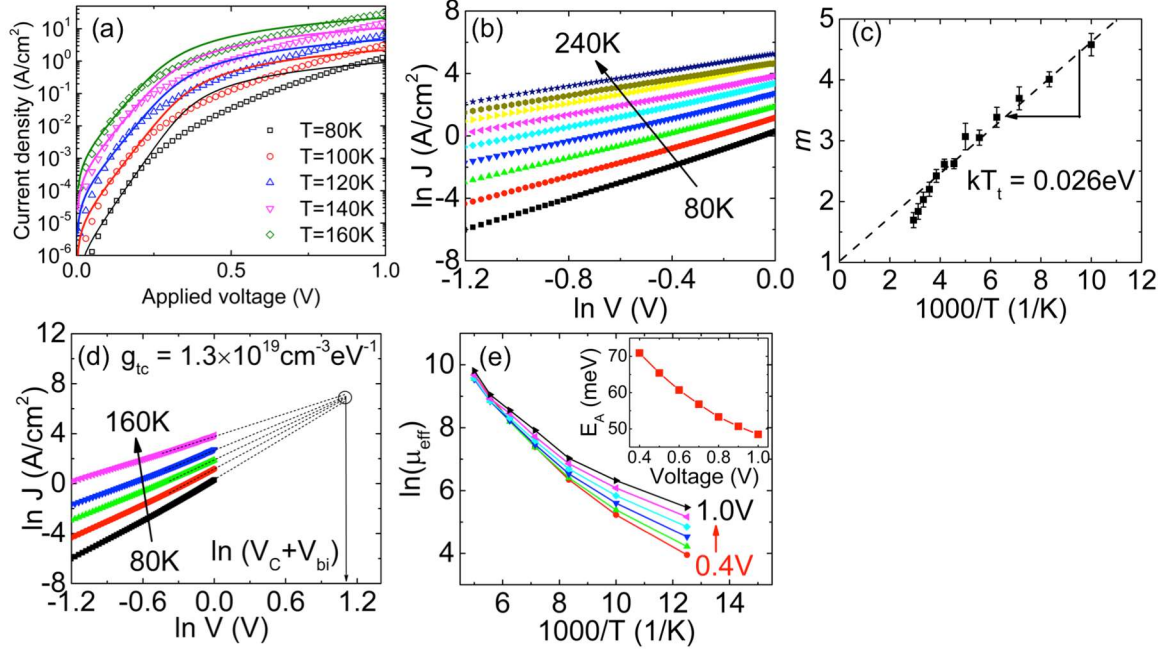 (a)
Current density (A/cm²)
10¹
10⁰
10⁻¹
10⁻²
10⁻³
10⁻⁴
10⁻⁵
10⁻⁶
T=80K
T=100K
T=120K
T=140K
T=160K
0.0 0.5 1.0
Applied voltage (V)
(b)
ln J (A/cm²)
8
4
0
-4
-8
240K
80K
-1.2 -0.8 -0.4 0.0
ln V (V)
(c)
m
5
4
3
2
1
kTₜ = 0.026eV
0 2 4 6 8 10 12
1000/T (1/K)
(d) g_tc = 1.3×10¹⁹cm⁻³eV⁻¹
ln J (A/cm²)
12
8
4
0
-4
-8
160K
80K
ln (V_C+V_bi)
-1.2 -0.6 0.0 0.6 1.2
ln V (V)
(e)
ln(μ_eff)
10
8
6
4
E_A (meV)
70
60
50
0.4 0.6 0.8 1.0
Voltage (V)
1.0V
0.4V
6 8 10 12 14
1000/T (1/K)